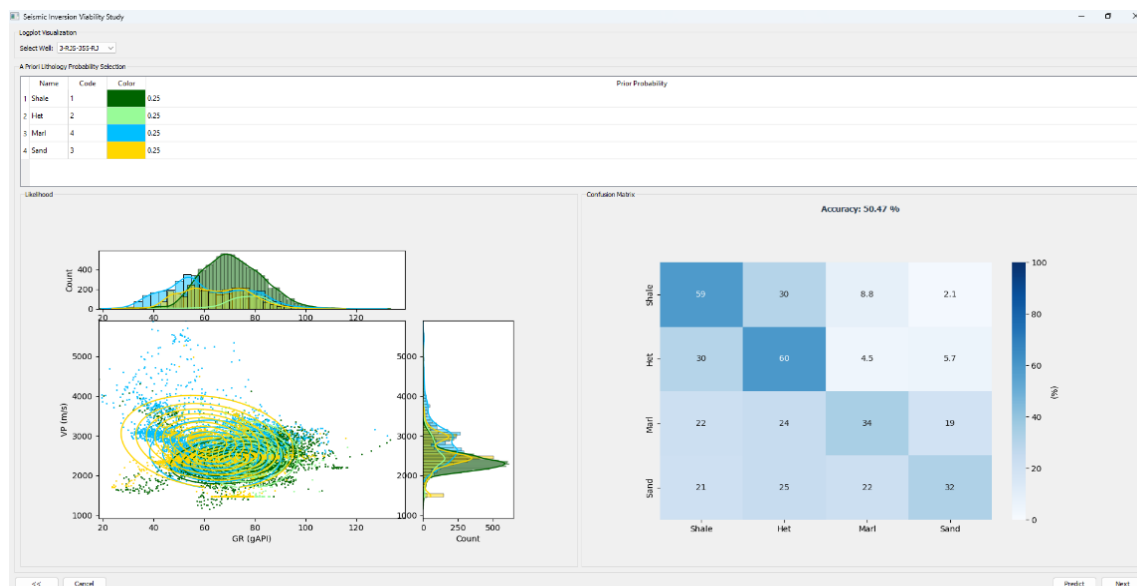 Seismic Inversion Viability Study
Logplot Visualization
Select Well: 3-RJS-355-RJ
A Priori Lithology Probability Selection
Name Code Color Prior Probability
1 Shale 1 0.25
2 Het 2 0.25
3 Marl 4 0.25
4 Sand 3 0.25
Likelihood
Count
400
200
0
20 40 60 80 100 120
VP (m/s)
5000
4000
3000
2000
1000
20 40 60 80 100 120
GR (gAPI)
5000
4000
3000
2000
1000
0 250 500
Count
Confusion Matrix
Accuracy: 50.47 %
Shale 59 30 8.8 2.1
Het 30 60 4.5 5.7
Marl 22 24 34 19
Sand 21 25 22 32
Shale Het Marl Sand
100
80
60
40
20
0
(%)
<< Cancel Predict Next